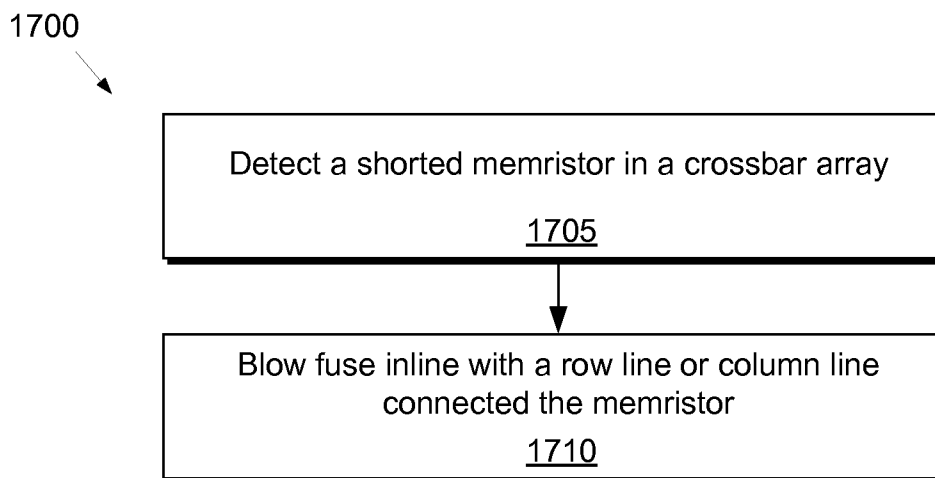 1700
Detect a shorted memristor in a crossbar array
1705
Blow fuse inline with a row line or column line
connected the memristor
1710